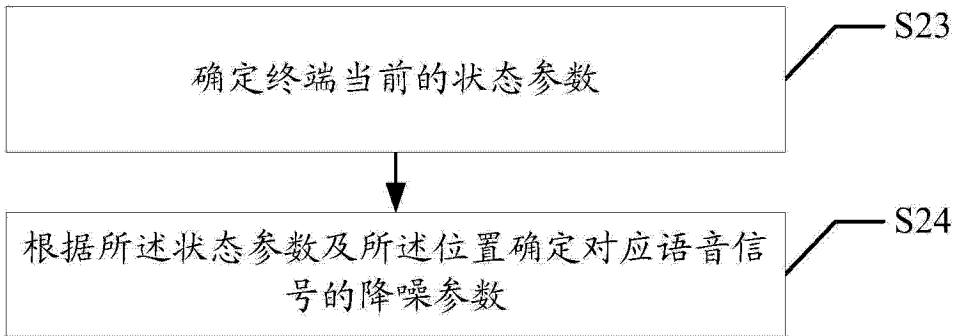 确定终端当前的状态参数
S23
根据所述状态参数及所述位置确定对应语音信
号的降噪参数
S24